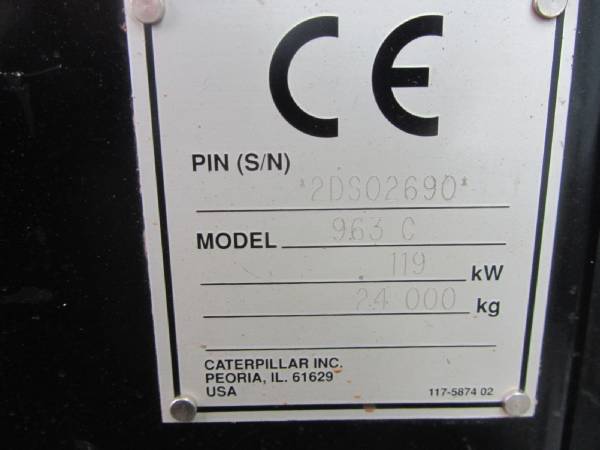 CE
PIN (S/N)
*2DS02690*
MODEL 963 C
119 kW
24 000 kg
CATERPILLAR INC.
PEORIA, IL. 61629
USA
117-5874 02